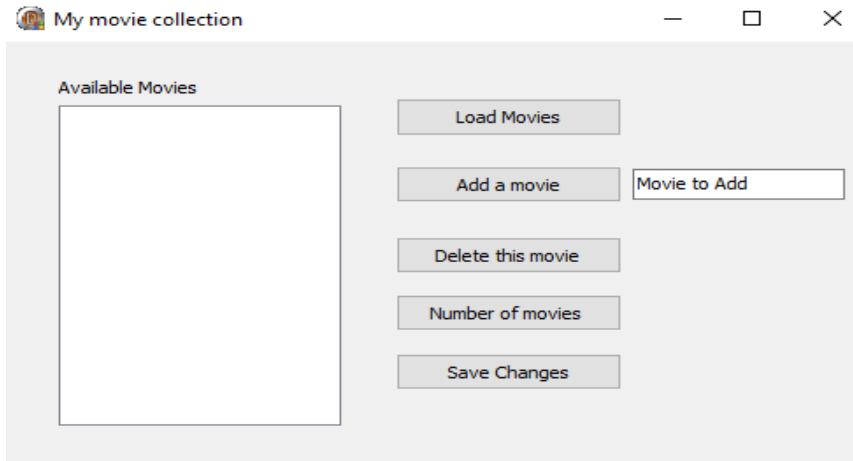 My movie collection
Available Movies
Load Movies
Add a movie
Movie to Add
Delete this movie
Number of movies
Save Changes